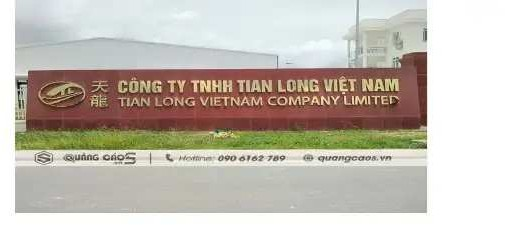 天龍 CÔNG TY TNHH TIAN LONG VIỆT NAM
TIAN LONG VIETNAM COMPANY LIMITED
S QUẢNG CÁO S Hotline: 090 6162 789 quangcaos.vn